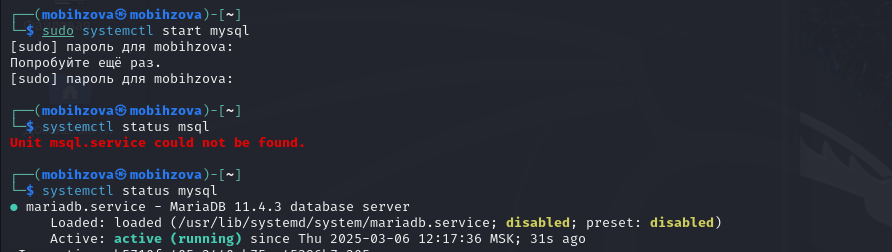 ┌──(mobihzova㉿mobihzova)-[~]
└─$ sudo systemctl start mysql
[sudo] пароль для mobihzova:
Попробуйте ещё раз.
[sudo] пароль для mobihzova:
┌──(mobihzova㉿mobihzova)-[~]
└─$ systemctl status msql
Unit msql.service could not be found.
┌──(mobihzova㉿mobihzova)-[~]
└─$ systemctl status mysql
● mariadb.service - MariaDB 11.4.3 database server
Loaded: loaded (/usr/lib/systemd/system/mariadb.service; disabled; preset: disabled)
Active: active (running) since Thu 2025-03-06 12:17:36 MSK; 31s ago